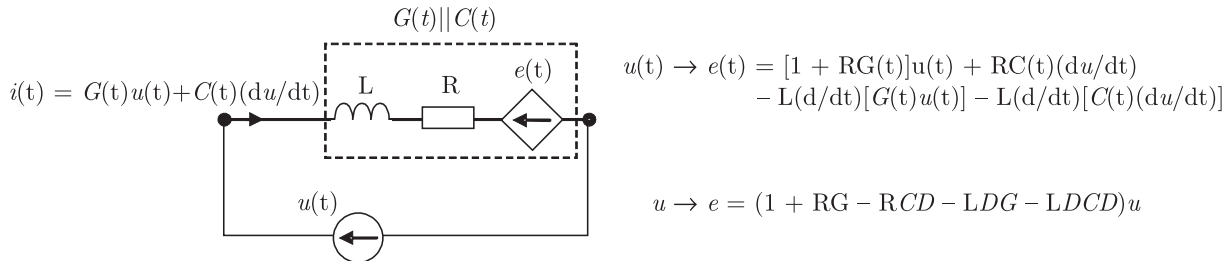 G(t)||C(t)
i(t) = G(t)u(t)+C(t)(du/dt)
L
R
e(t)
u(t)
u(t) → e(t) = [1 + RG(t)]u(t) + RC(t)(du/dt)
– L(d/dt)[G(t)u(t)] – L(d/dt)[C(t)(du/dt)]
u → e = (1 + RG – RCD – LDG – LDCD)u